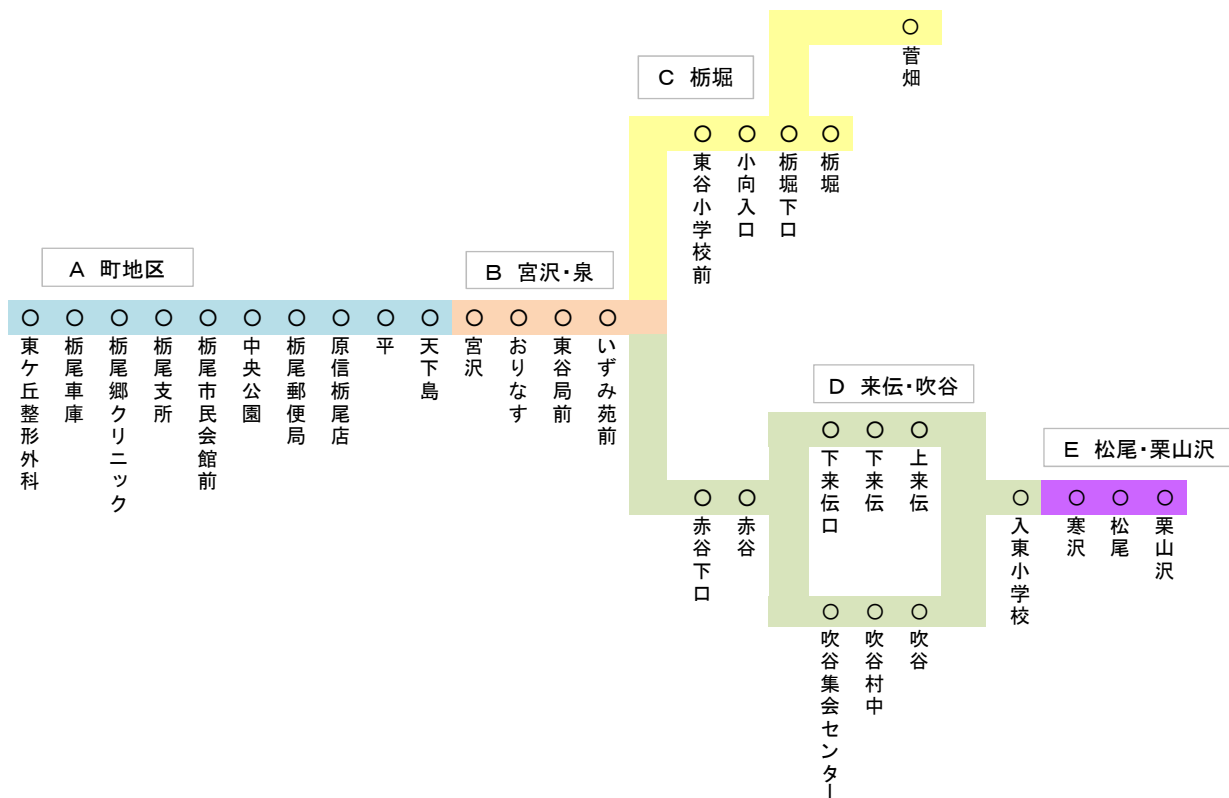 菅畑
C 栃堀
東谷小学校前
小向入口
栃堀下口
栃堀
A 町地区
B 宮沢・泉
東ケ丘整形外科
栃尾車庫
栃尾郷クリニック
栃尾支所
栃尾市民会館前
中央公園
栃尾郵便局
原信栃尾店
平
天下島
宮沢
おりなす
東谷局前
いずみ苑前
D 来伝・吹谷
下来伝口
下来伝
上来伝
E 松尾・栗山沢
赤谷下口
赤谷
入東小学校
寒沢
松尾
栗山沢
吹谷集会センター
吹谷村中
吹谷